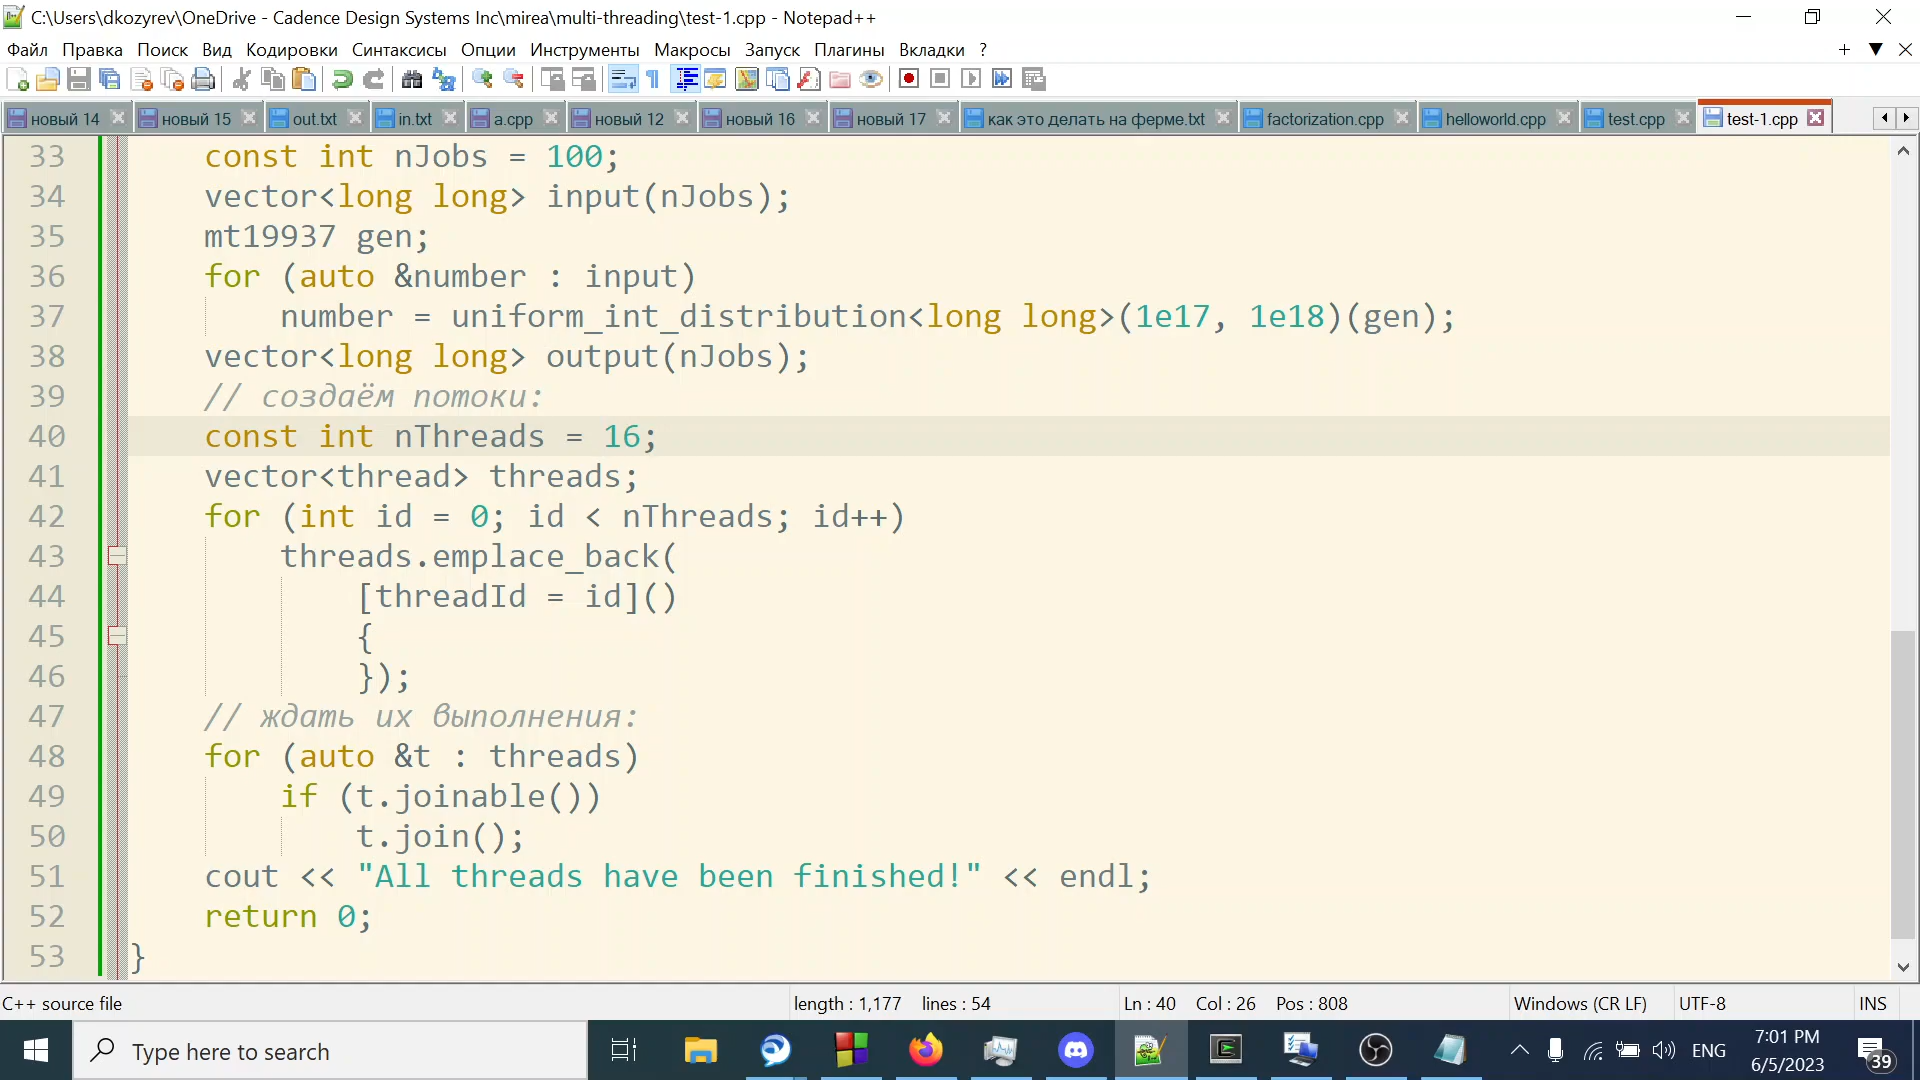 C:\Users\dkozyrev\OneDrive - Cadence Design Systems Inc\mirea\multi-threading\test-1.cpp - Notepad++
Файл Правка Поиск Вид Кодировки Синтаксисы Опции Инструменты Макросы Запуск Плагины Вкладки ?
новый 14 новый 15 out.txt in.txt a.cpp новый 12 новый 16 новый 17 как это делать на ферме.txt factorization.cpp helloworld.cpp test.cpp test-1.cpp
33 const int nJobs = 100;
34 vector<long long> input(nJobs);
35 mt19937 gen;
36 for (auto &number : input)
37 number = uniform_int_distribution<long long>(1e17, 1e18)(gen);
38 vector<long long> output(nJobs);
39 // создаём потоки:
40 const int nThreads = 16;
41 vector<thread> threads;
42 for (int id = 0; id < nThreads; id++)
43 threads.emplace_back(
44 [threadId = id]()
45 {
46 });
47 // ждать их выполнения:
48 for (auto &t : threads)
49 if (t.joinable())
50 t.join();
51 cout << "All threads have been finished!" << endl;
52 return 0;
53 }
C++ source file length : 1,177 lines : 54 Ln : 40 Col : 26 Pos : 808 Windows (CR LF) UTF-8 INS
Type here to search ENG 7:01 PM
6/5/2023 39